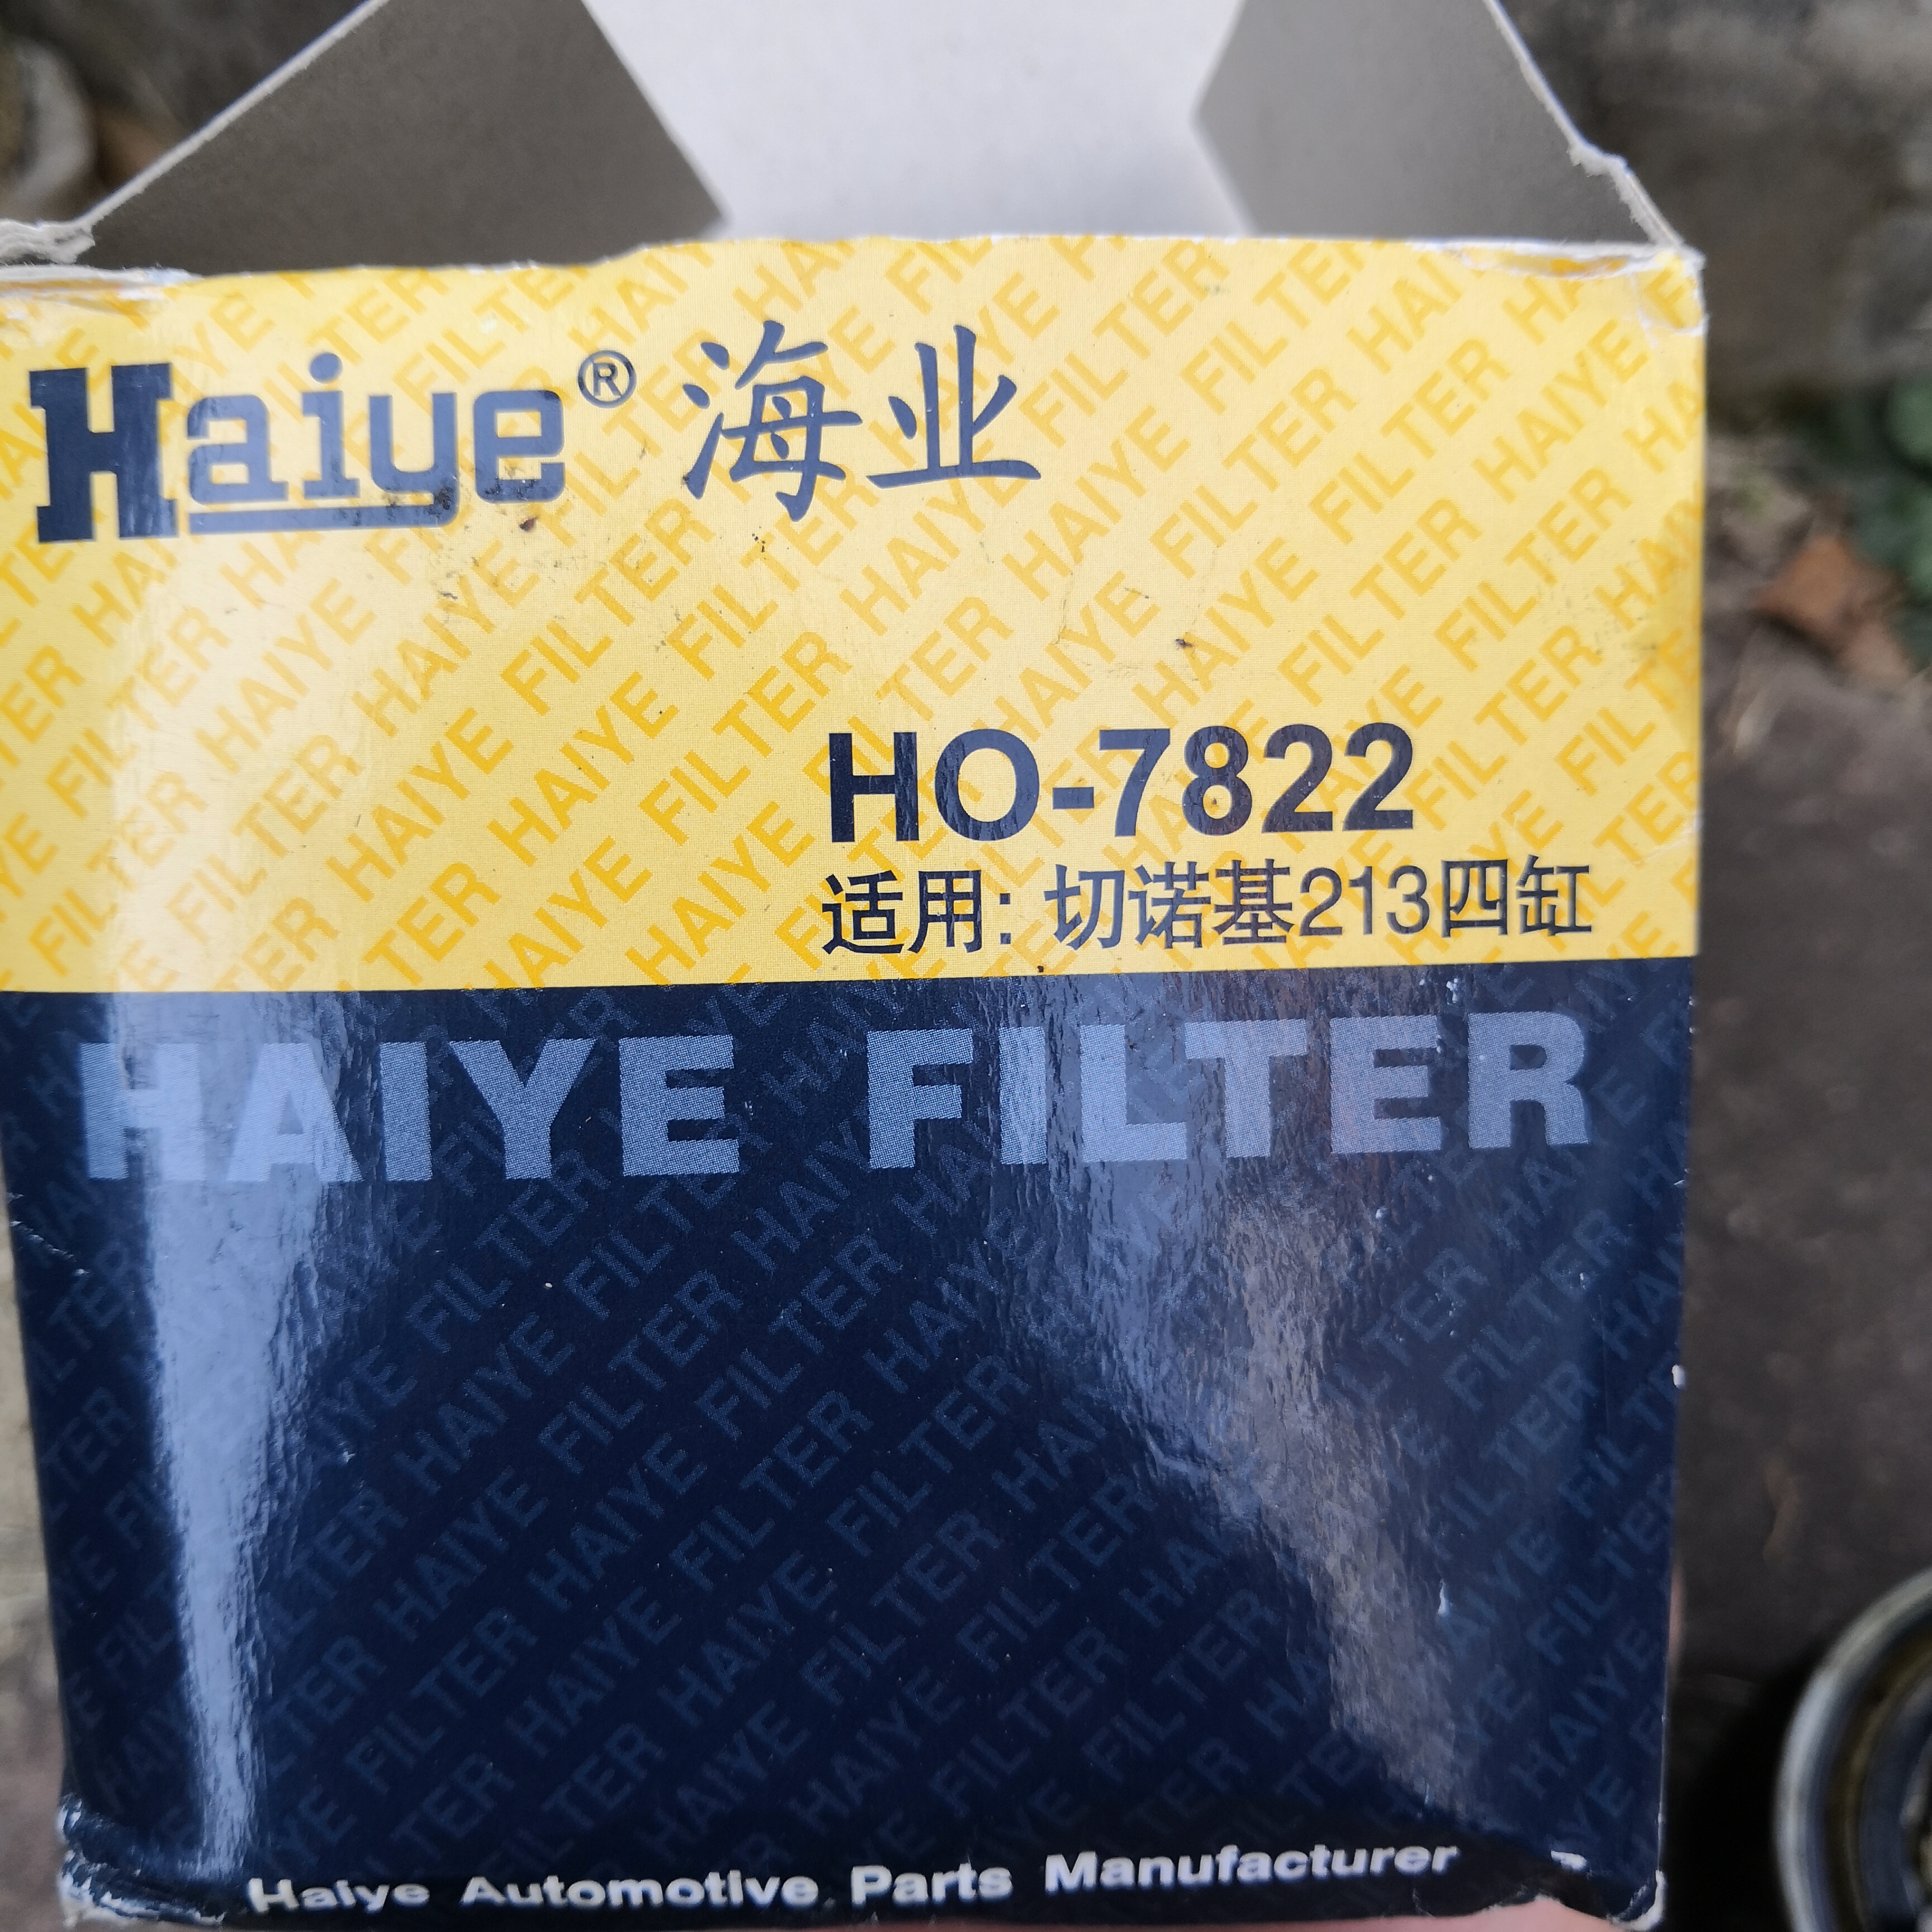 Haiye® 海业
HO-7822
适用: 切诺基213四缸
HAIYE FILTER
Haiye Automotive Parts Manufacturer